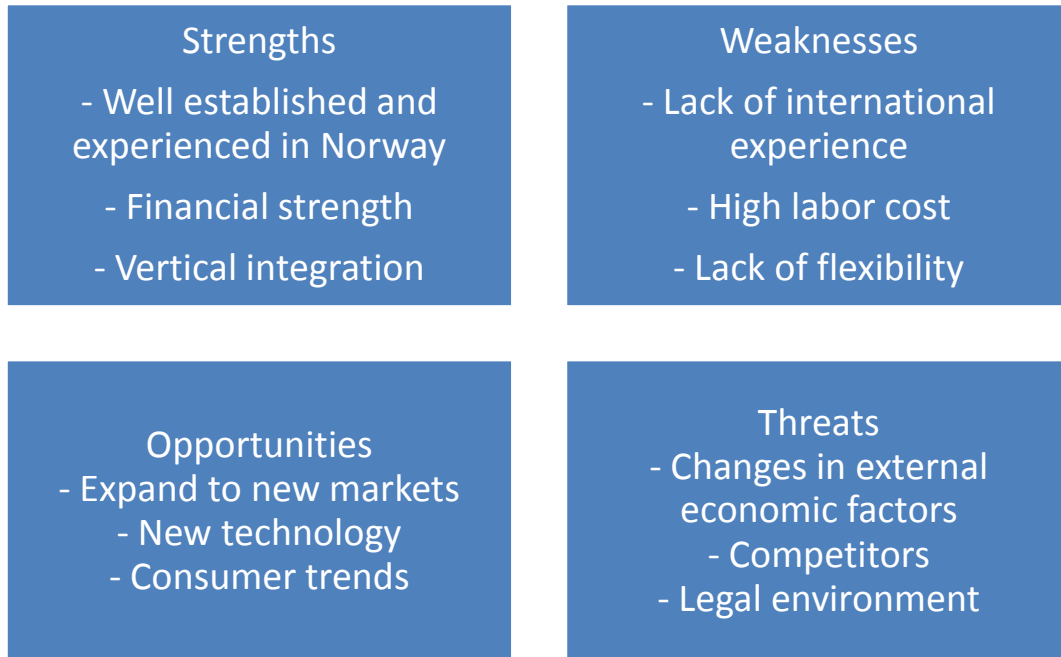 Strengths
- Well established and
experienced in Norway
- Financial strength
- Vertical integration
Weaknesses
- Lack of international
experience
- High labor cost
- Lack of flexibility
Opportunities
- Expand to new markets
- New technology
- Consumer trends
Threats
- Changes in external
economic factors
- Competitors
- Legal environment